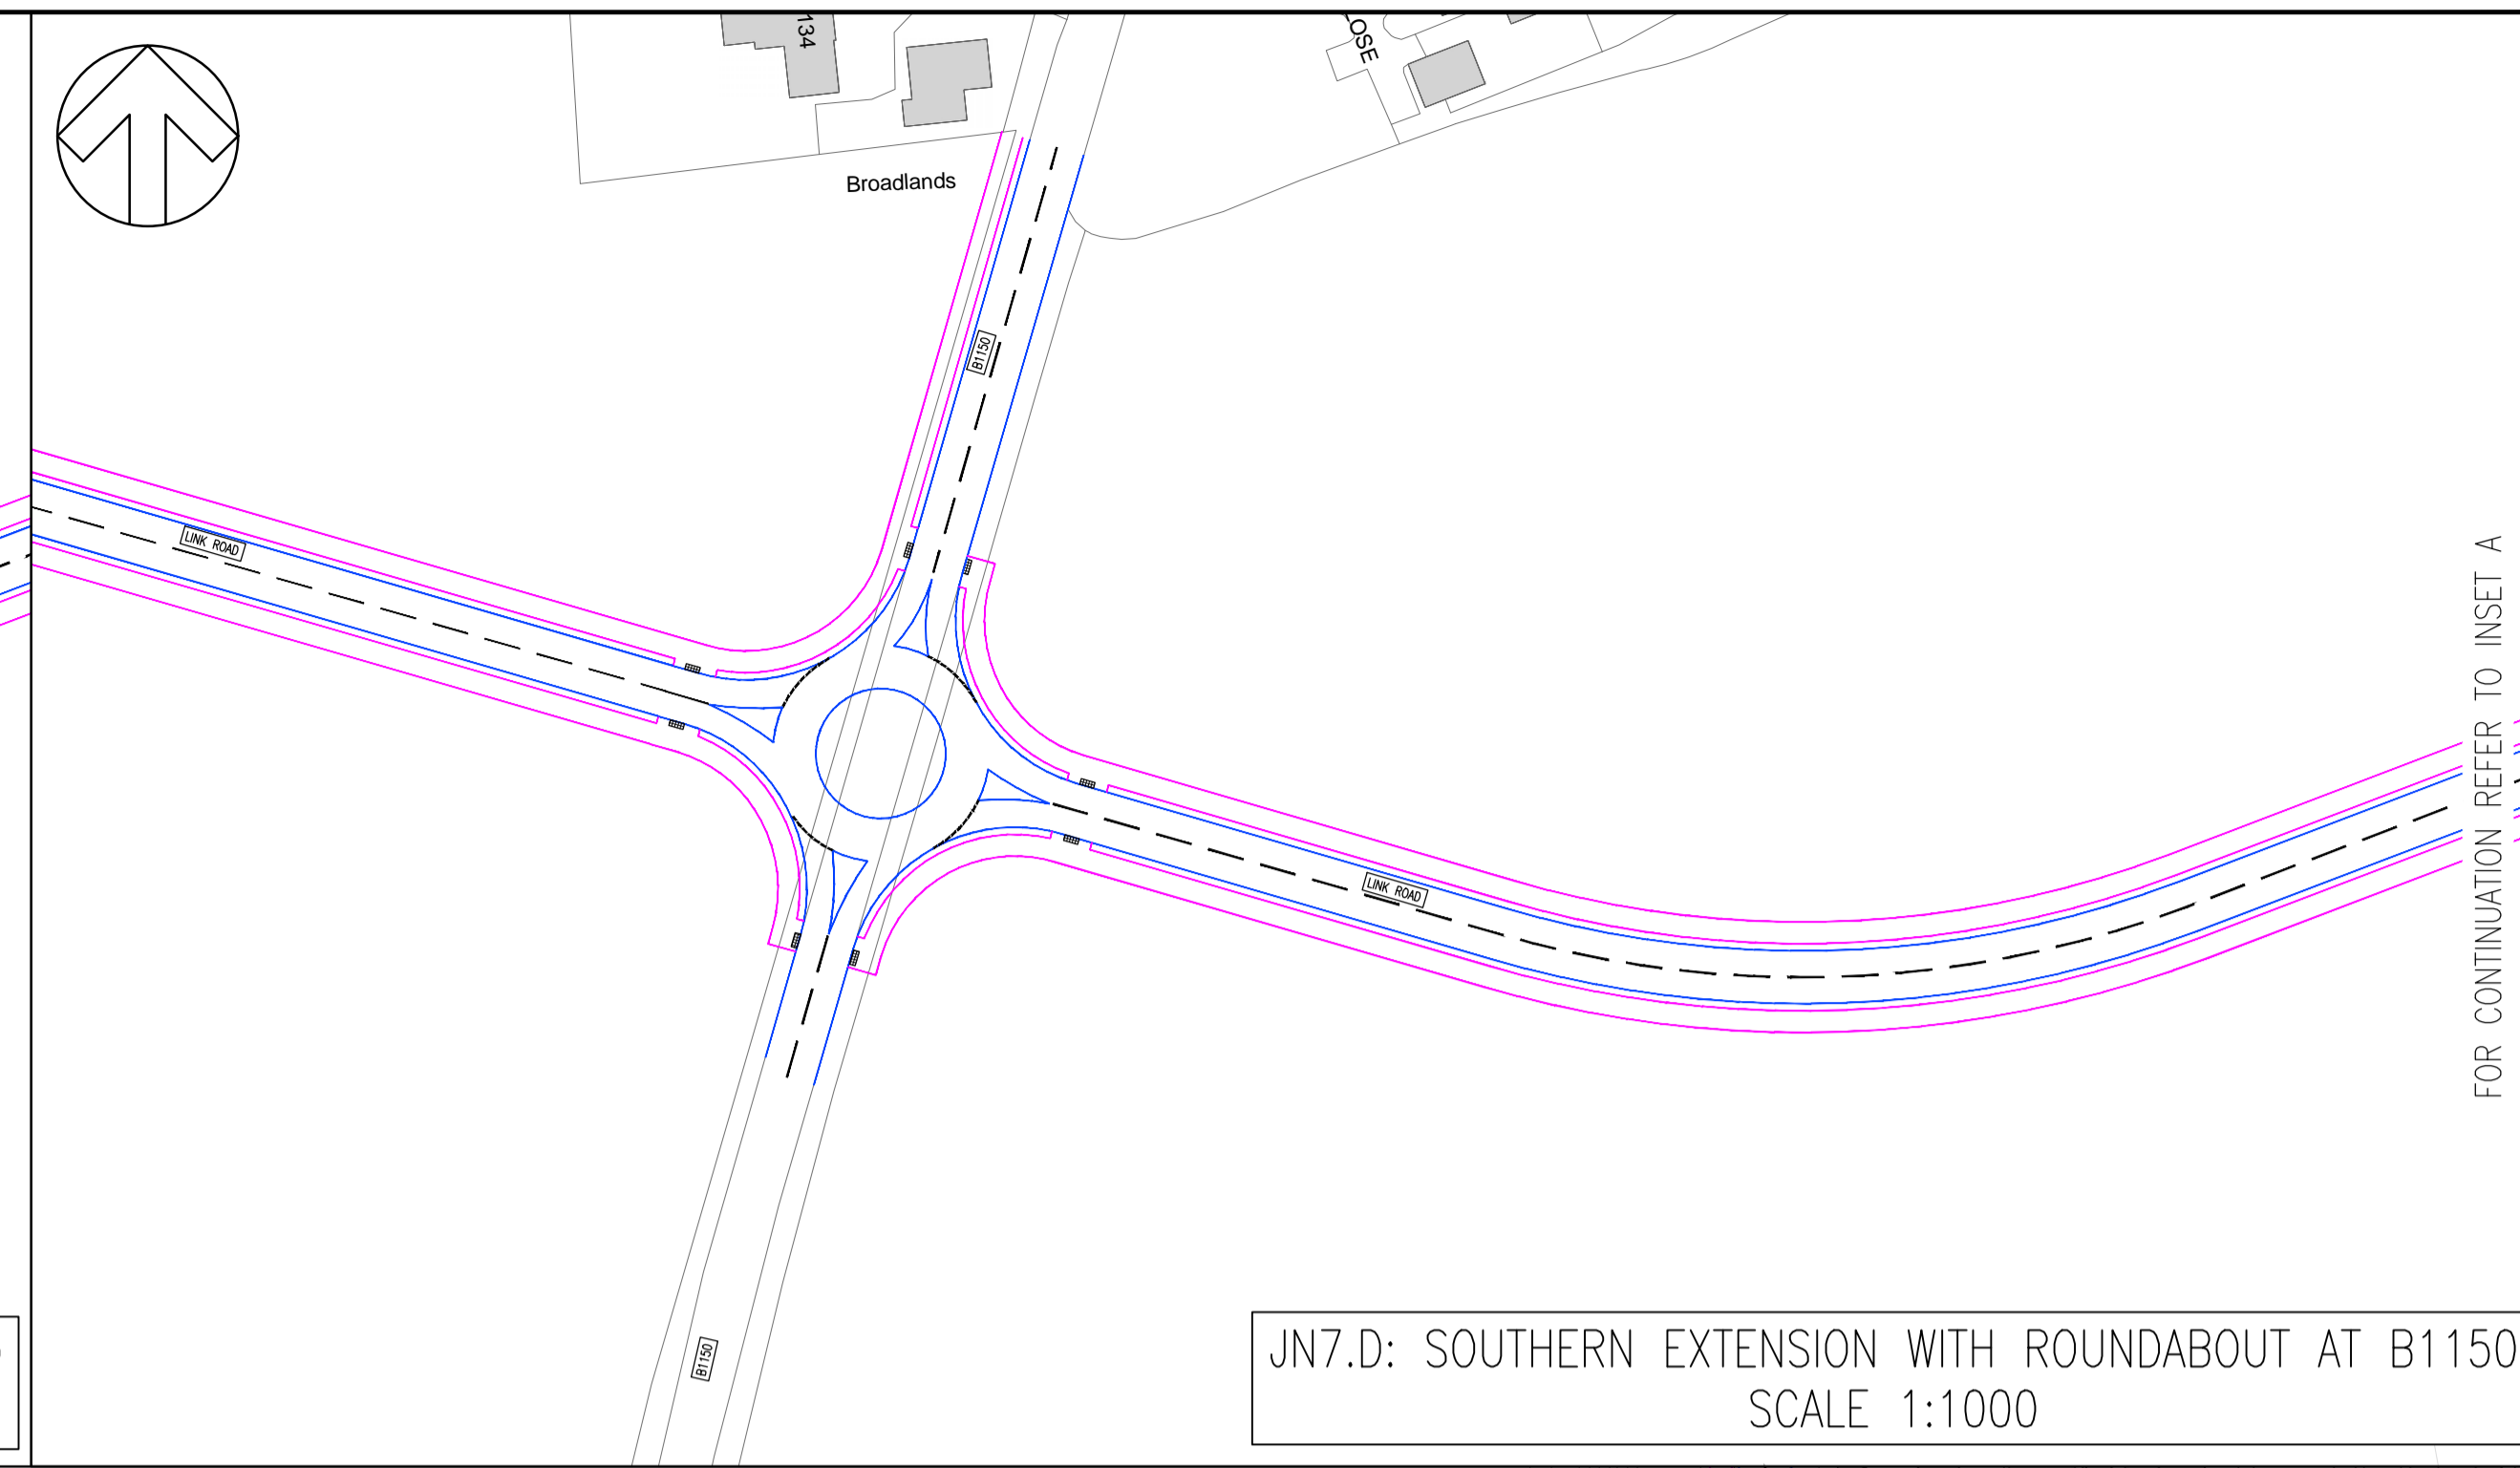 134
OSE
Broadlands
B1150
LINK ROAD
LINK ROAD
FOR CONTINUATION REFER TO INSET A
B1150
JN7.D: SOUTHERN EXTENSION WITH ROUNDABOUT AT B1150
SCALE 1:1000